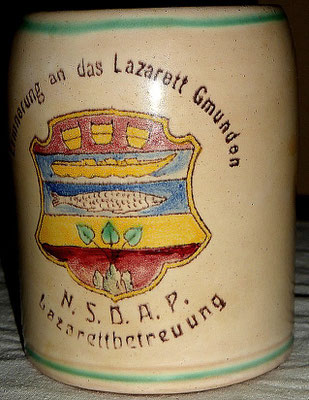 an das Lazarett Gmunden
N. S. D. A. P.
Lazarettbetreuung